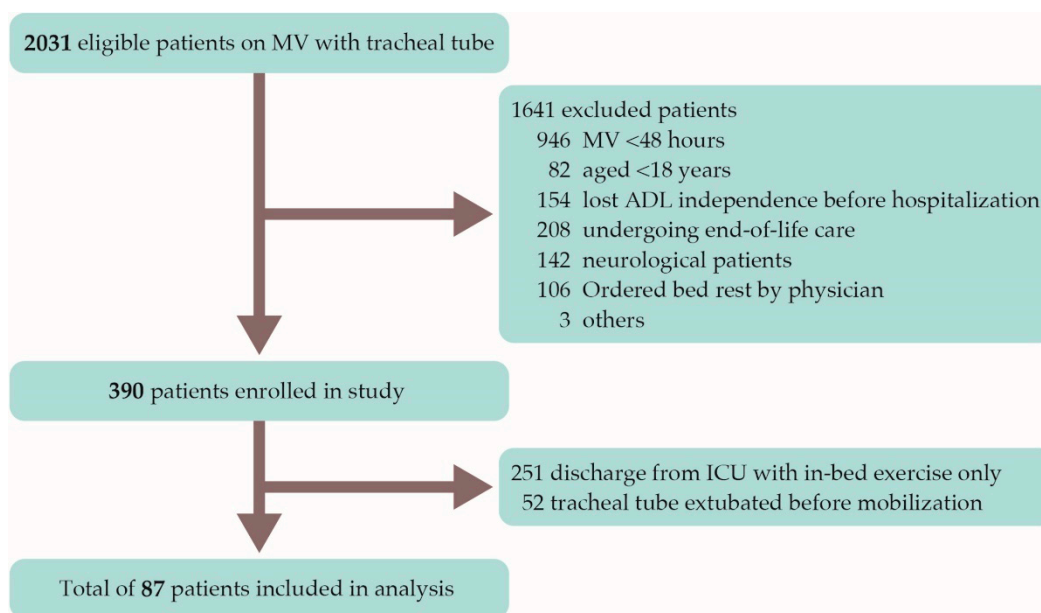 2031 eligible patients on MV with tracheal tube
1641 excluded patients
946 MV <48 hours
82 aged <18 years
154 lost ADL independence before hospitalization
208 undergoing end-of-life care
142 neurological patients
106 Ordered bed rest by physician
3 others
390 patients enrolled in study
251 discharge from ICU with in-bed exercise only
52 tracheal tube extubated before mobilization
Total of 87 patients included in analysis